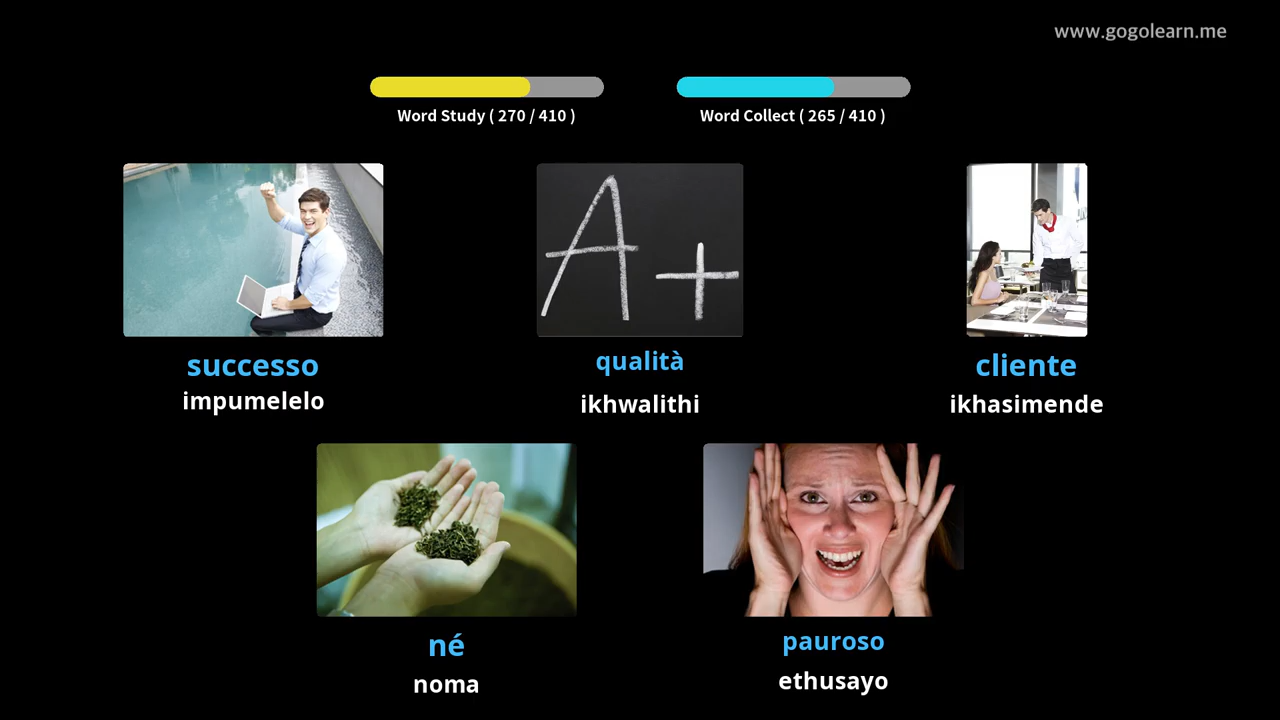 www.gogolearn.me
Word Study ( 270 / 410 )
Word Collect ( 265 / 410 )
A+
successo
impumelelo
qualità
ikhwalithi
cliente
ikhasimende
né
noma
pauroso
ethusayo